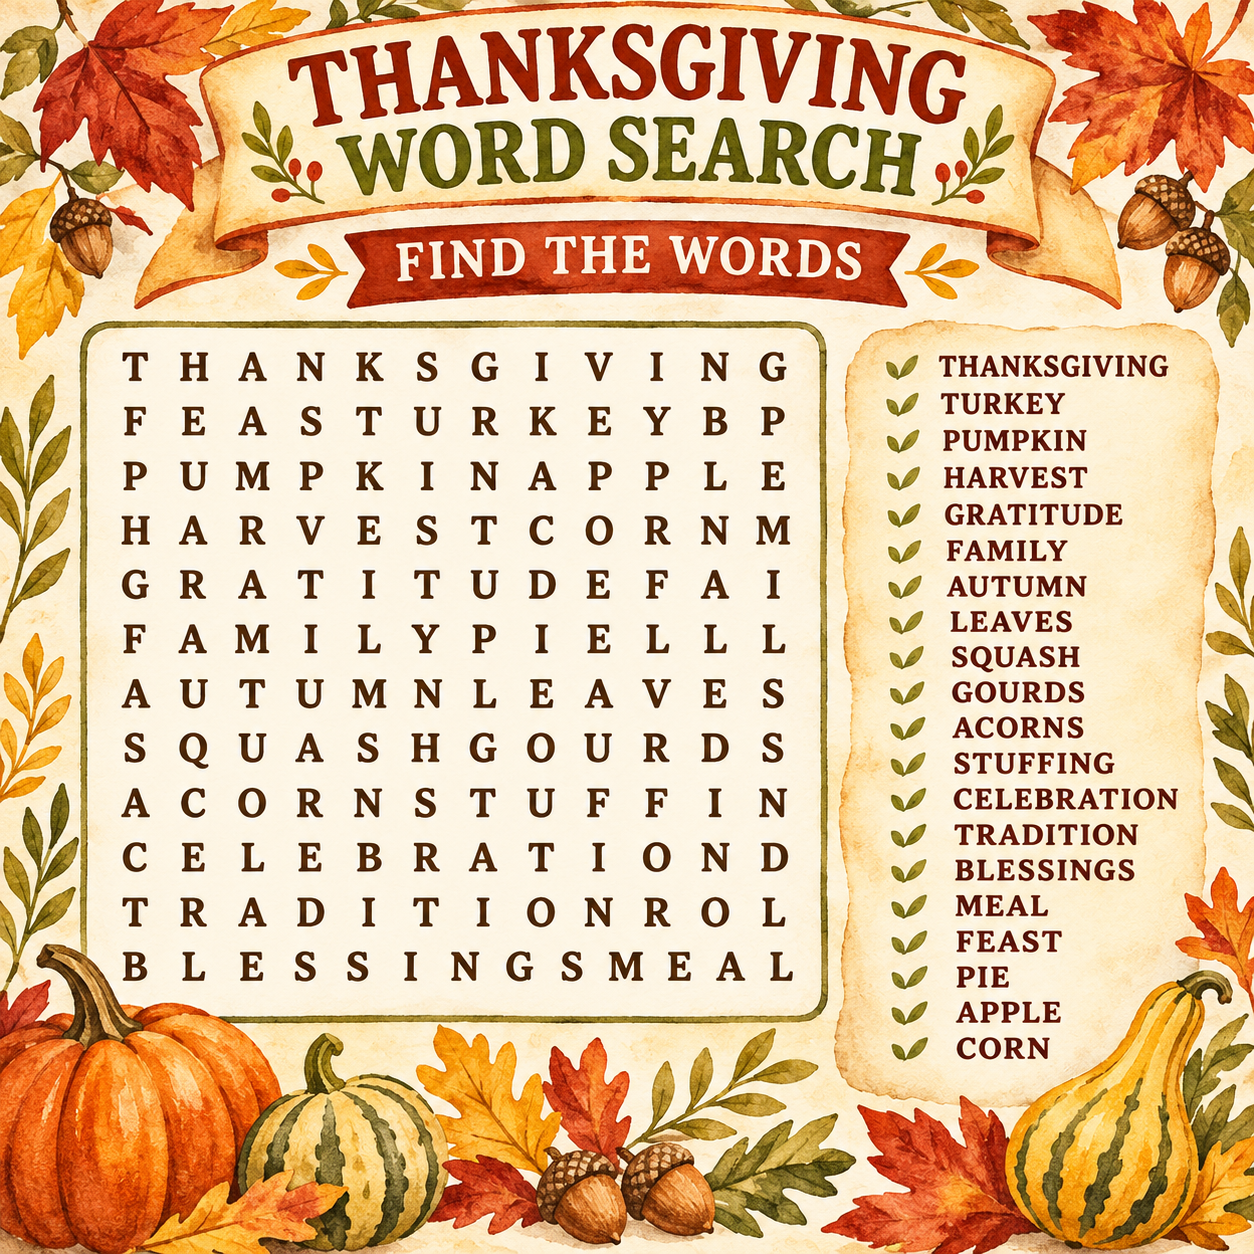 THANKSGIVING
WORD SEARCH
FIND THE WORDS
T H A N K S G I V I N G
F E A S T U R K E Y B P
P U M P K I N A P P L E
H A R V E S T C O R N M
G R A T I T U D E F A I
F A M I L Y P I E L L L
A U T U M N L E A V E S
S Q U A S H G O U R D S
A C O R N S T U F F I N
C E L E B R A T I O N D
T R A D I T I O N R O L
B L E S S I N G S M E A L
THANKSGIVING
TURKEY
PUMPKIN
HARVEST
GRATITUDE
FAMILY
AUTUMN
LEAVES
SQUASH
GOURDS
ACORNS
STUFFING
CELEBRATION
TRADITION
BLESSINGS
MEAL
FEAST
PIE
APPLE
CORN